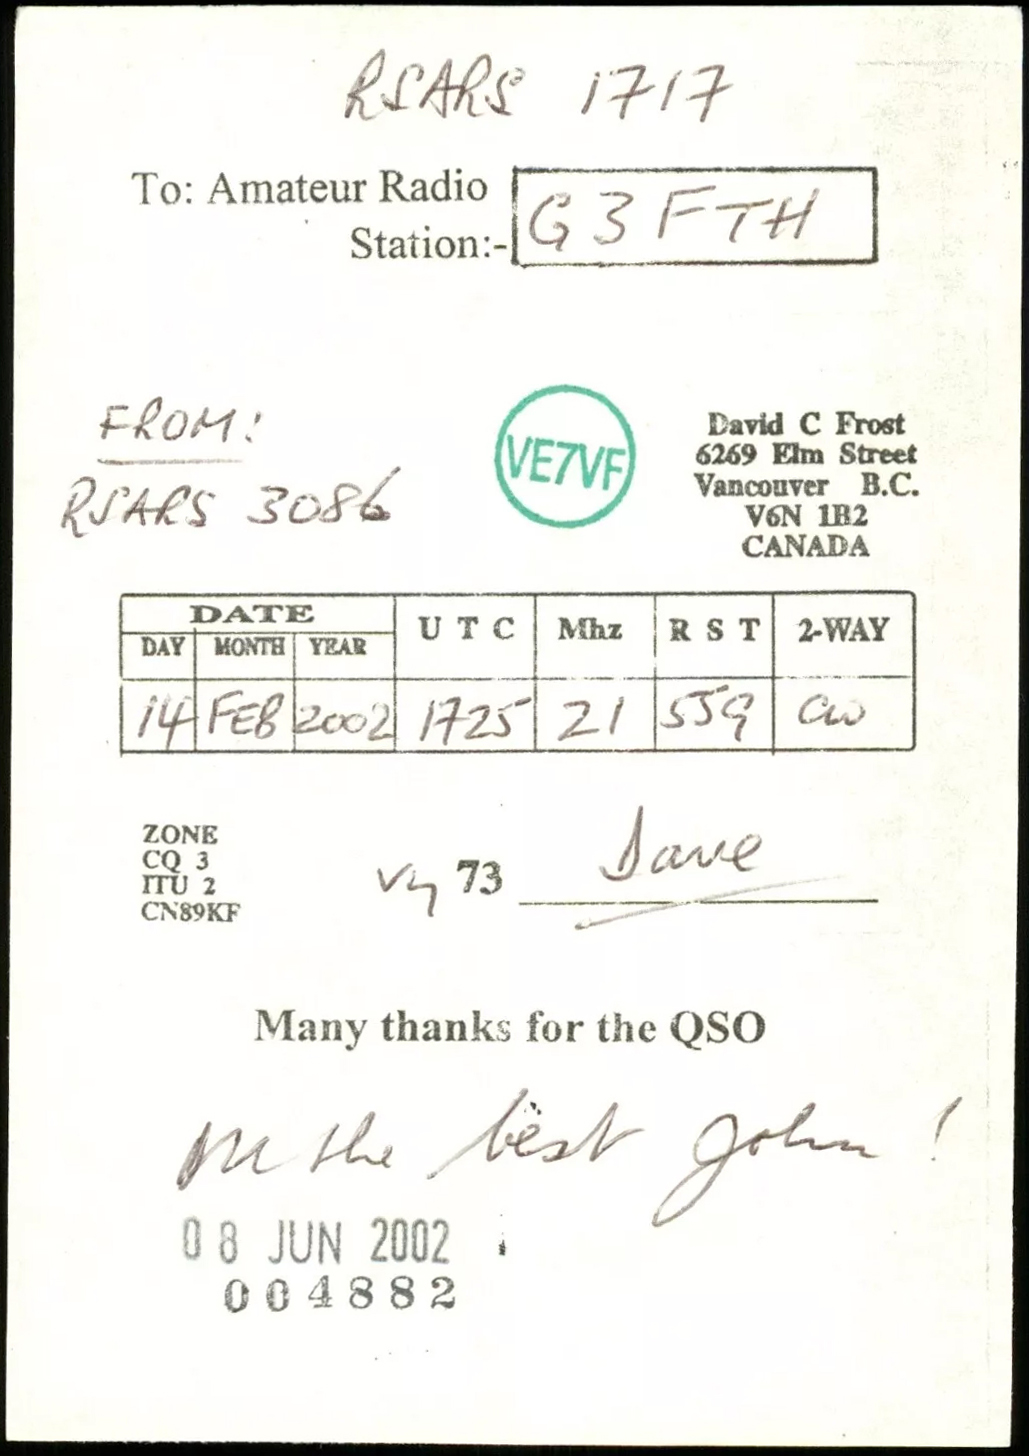 RSARS 1717
To: Amateur Radio
Station:- G3FTH
FROM:
RSARS 3086
VE7VF
David C Frost
6269 Elm Street
Vancouver B.C.
V6N 1B2
CANADA
DATE UTC Mhz RST 2-WAY
DAY MONTH YEAR
14 FEB 2002 1725 21 559 CW
ZONE
CQ 3
ITU 2
CN89KF
Vy 73 Dave
Many thanks for the QSO
All the best John!
08 JUN 2002
004882